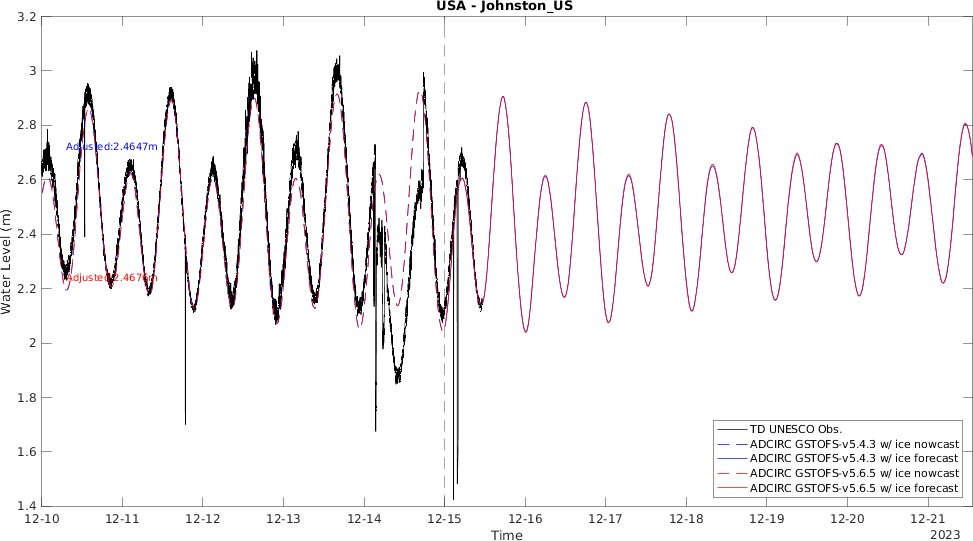 USA - Johnston_US
3.2
3
2.8
2.6
2.4
2.2
2
1.8
1.6
1.4
Water Level (m)
Adjusted:2.4647m
Adjusted:2.4676m
TD UNESCO Obs.
ADCIRC GSTOFS-v5.4.3 w/ ice nowcast
ADCIRC GSTOFS-v5.4.3 w/ ice forecast
ADCIRC GSTOFS-v5.6.5 w/ ice nowcast
ADCIRC GSTOFS-v5.6.5 w/ ice forecast
12-10 12-11 12-12 12-13 12-14 12-15 12-16 12-17 12-18 12-19 12-20 12-21
Time
2023